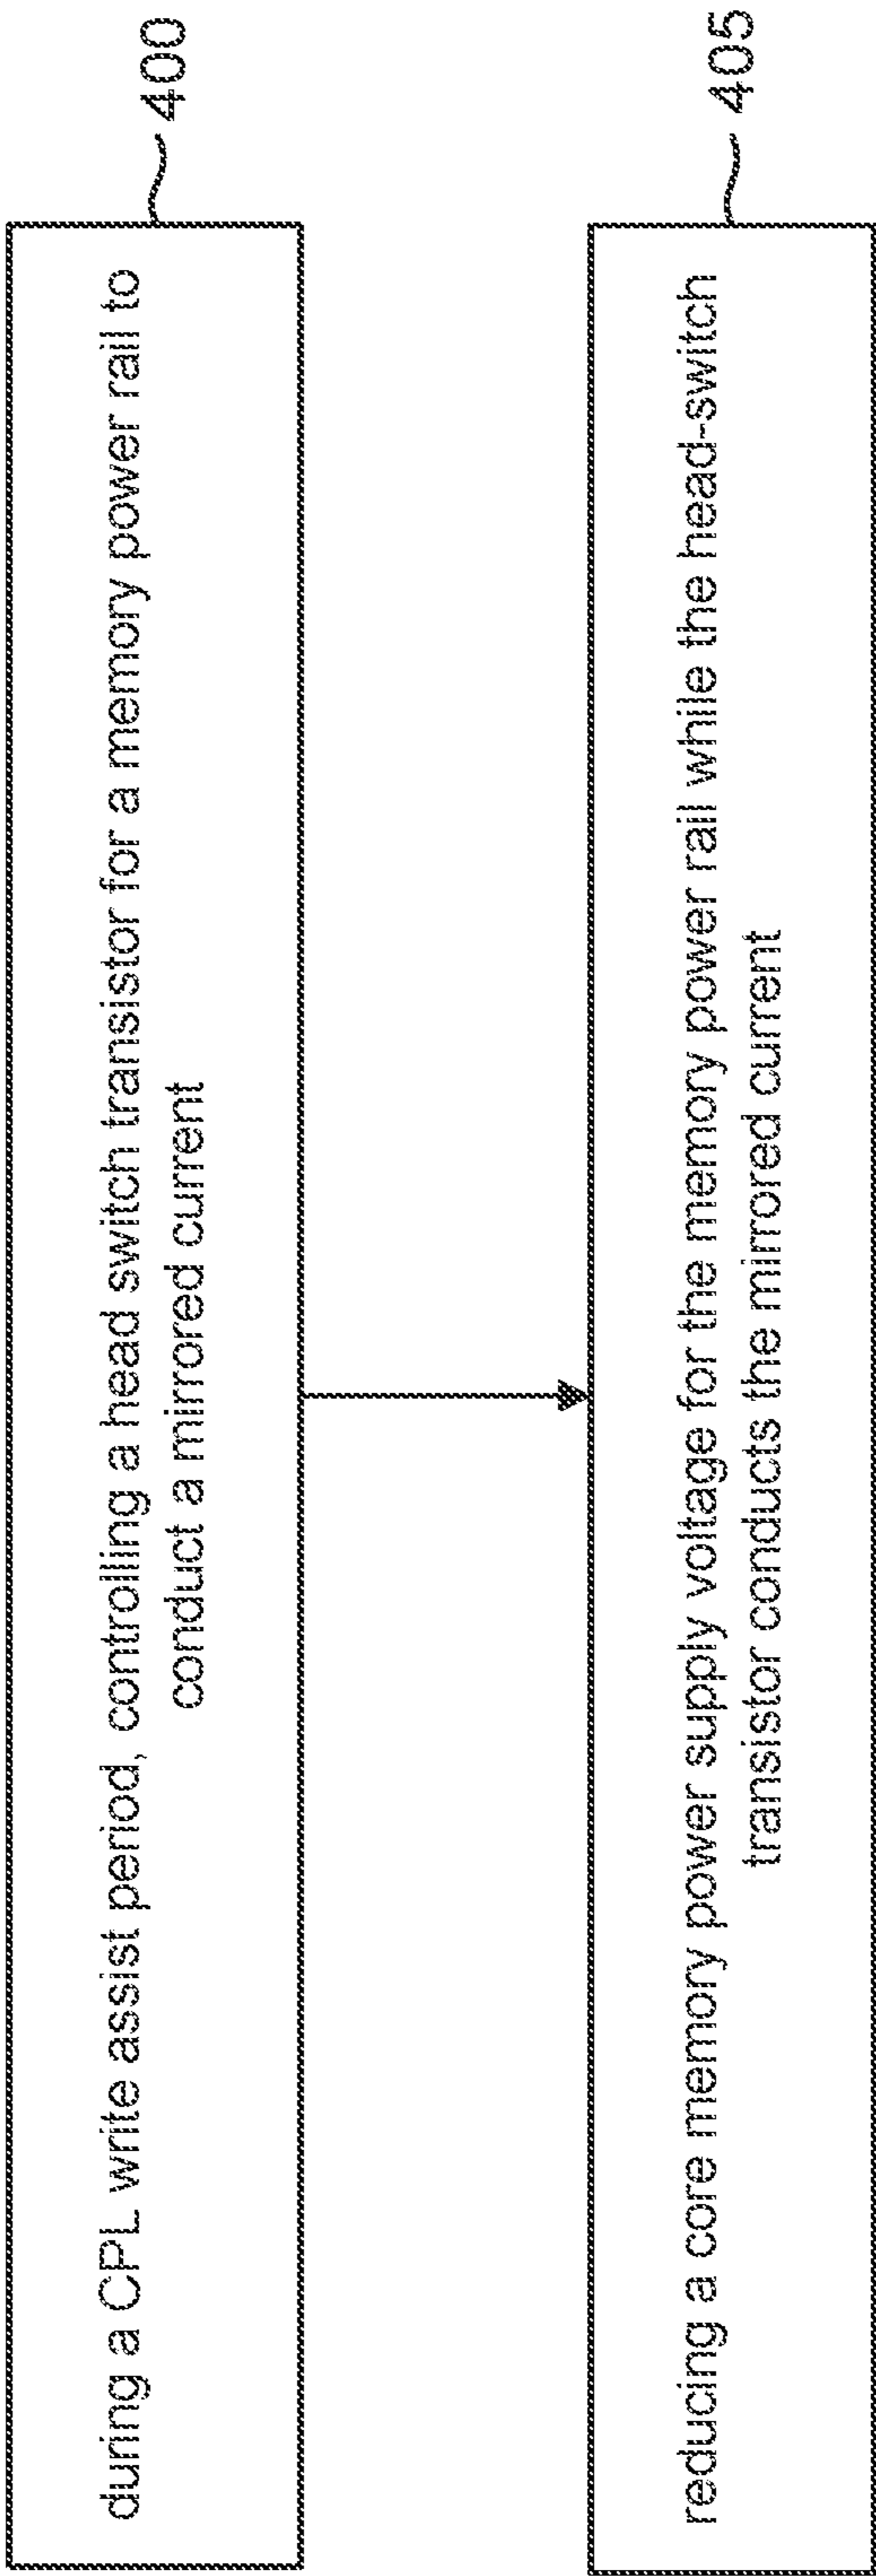 during a CPL write assist period, controlling a head switch transistor for a memory power rail to
conduct a mirrored current
400
reducing a core memory power supply voltage for the memory power rail while the head-switch
transistor conducts the mirrored current
405